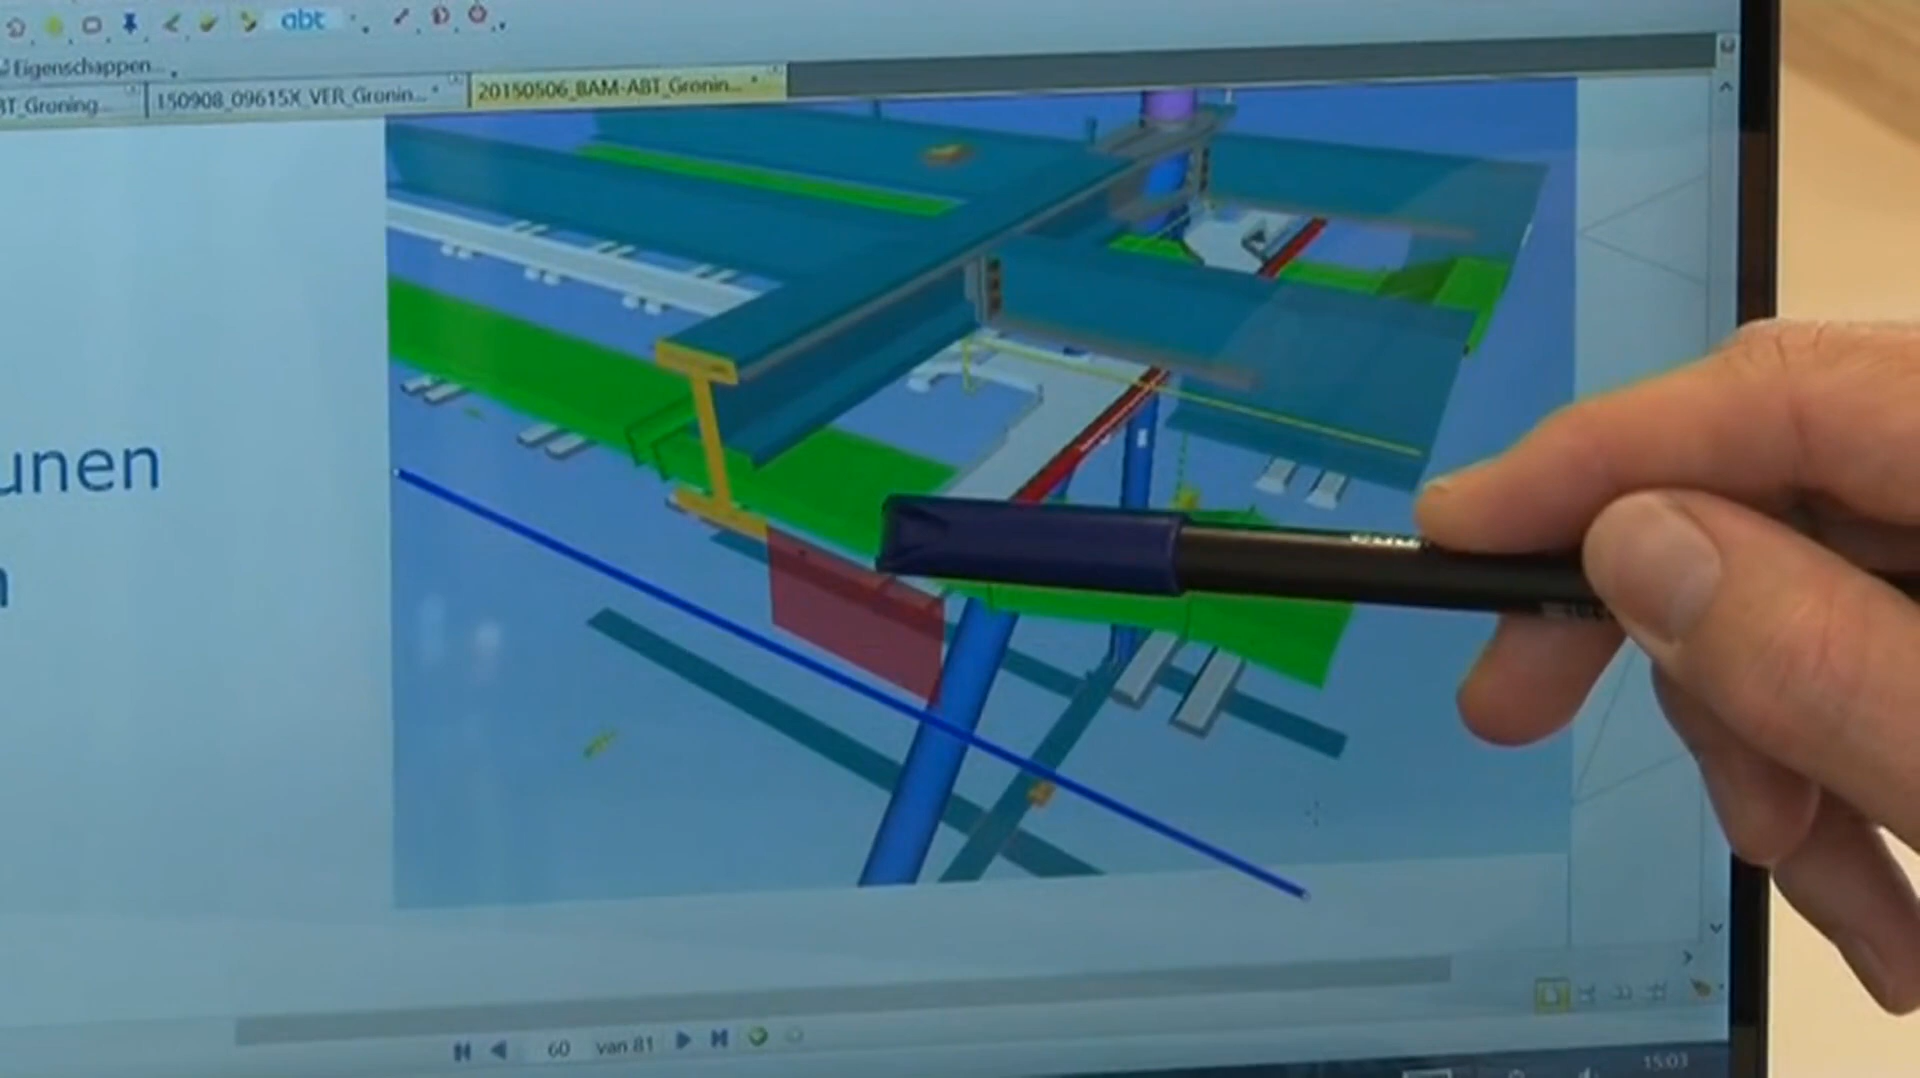 abt
Eigenschappen...
BT_Groning...
150908_09615X_VER_Gronin...
20150506_BAM-ABT_Gronin...
unen
60
van 81
15:03